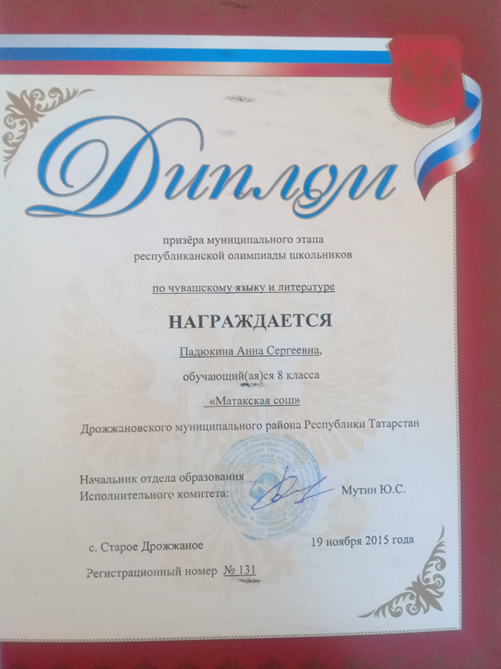 Диплом
призёра муниципального этапа
республиканской олимпиады школьников
по чувашскому языку и литературе
НАГРАЖДАЕТСЯ
Падюкина Анна Сергеевна,
обучающий(ая)ся 8 класса
«Матакская сош»
Дрожжановского муниципального района Республики Татарстан
Начальник отдела образования
Исполнительного комитета: Мутин Ю.С.
с. Старое Дрожжаное 19 ноября 2015 года
Регистрационный номер № 131